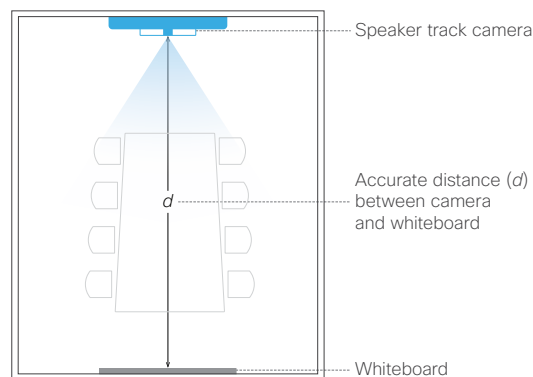 Speaker track camera
d
Accurate distance (d)
between camera
and whiteboard
Whiteboard